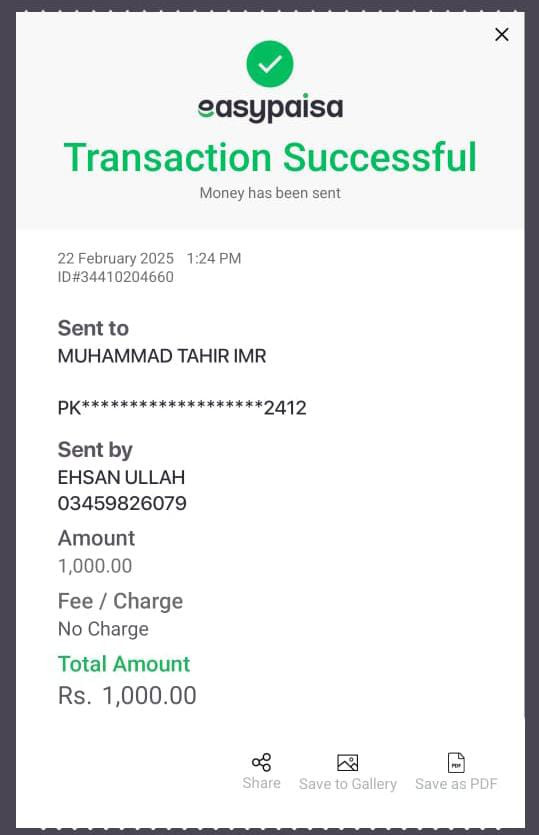 easypaisa
Transaction Successful
Money has been sent
22 February 2025 1:24 PM
ID#34410204660
Sent to
MUHAMMAD TAHIR IMR
PK*******************2412
Sent by
EHSAN ULLAH
03459826079
Amount
1,000.00
Fee / Charge
No Charge
Total Amount
Rs. 1,000.00
PDF
Share Save to Gallery Save as PDF